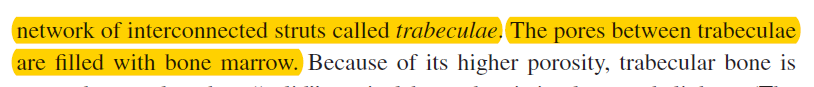 network of interconnected struts called trabeculae. The pores between trabeculae
are filled with bone marrow. Because of its higher porosity, trabecular bone is